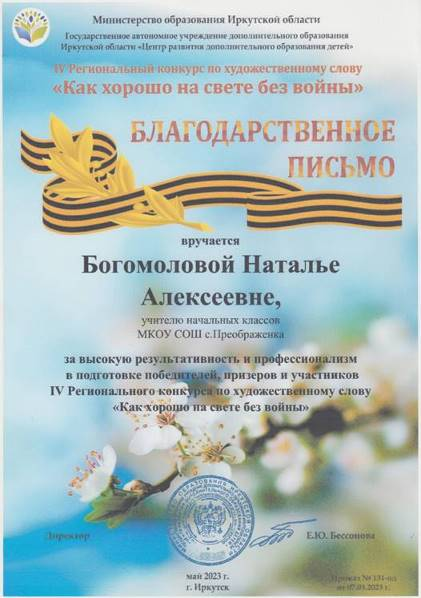 Министерство образования Иркутской области
Государственное автономное учреждение дополнительного образования
Иркутской области «Центр развития дополнительного образования детей»
IV Региональный конкурс по художественному слову
«Как хорошо на свете без войны»
БЛАГОДАРСТВЕННОЕ
ПИСЬМО
вручается
Богомоловой Наталье
Алексеевне,
учителю начальных классов
МКОУ СОШ с.Преображенка
за высокую результативность и профессионализм
в подготовке победителей, призеров и участников
IV Регионального конкурса по художественному слову
«Как хорошо на свете без войны»
Директор
Е.Ю. Бессонова
май 2023 г.
г. Иркутск
Приказ № 131-од
от 07.03.2023 г.